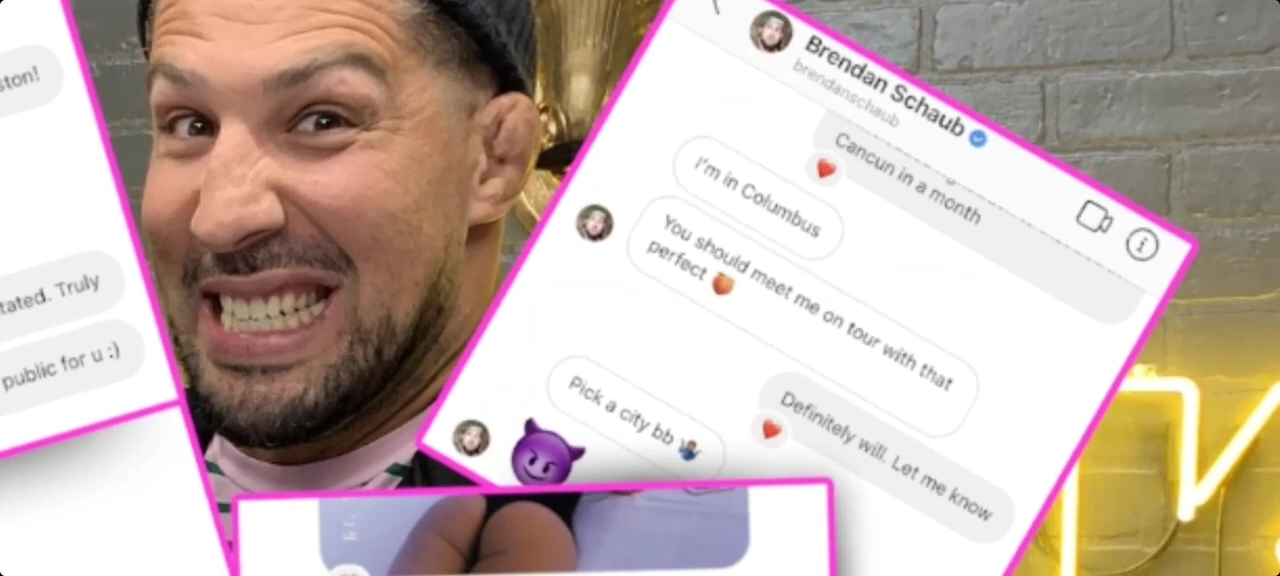 ston!
tated. Truly
public for u :)
Brendan Schaub
brendanschaub
Cancun in a month
I'm in Columbus
You should meet me on tour with that
perfect 🍑
Pick a city bb 🤷🏽‍♂️
Definitely will. Let me know